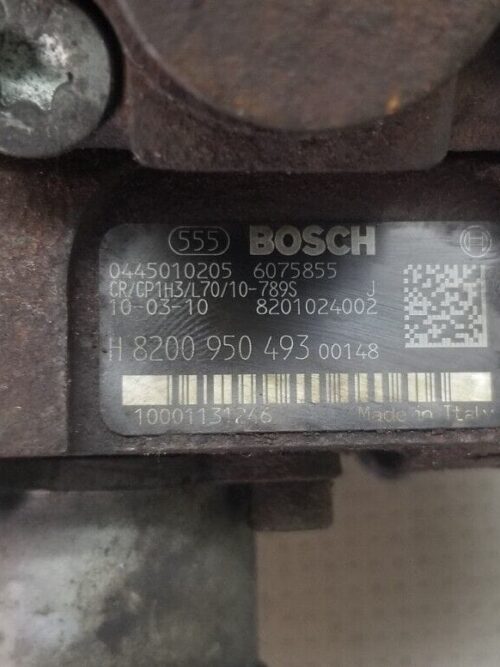 555 BOSCH
0445010205 6075855
CR/CP1H3/L70/10-789S J
10-03-10 8201024002
H 8200 950 493 00148
10001131246 Made in Italy